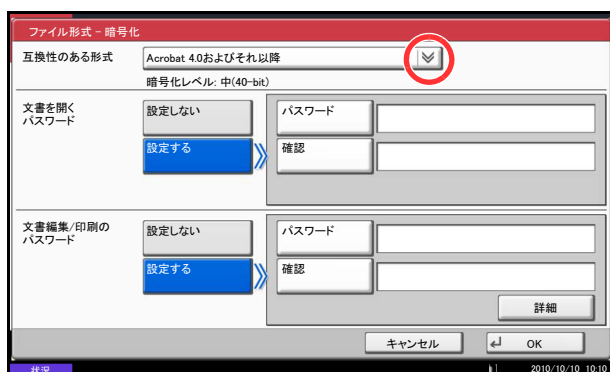 ファイル形式 - 暗号化
互換性のある形式
Acrobat 4.0およびそれ以降
暗号化レベル: 中(40-bit)
文書を開く
パスワード
設定しない
パスワード
設定する
確認
文書編集/印刷の
パスワード
設定しない
パスワード
設定する
確認
詳細
キャンセル
OK
状況
2010/10/10 10:10